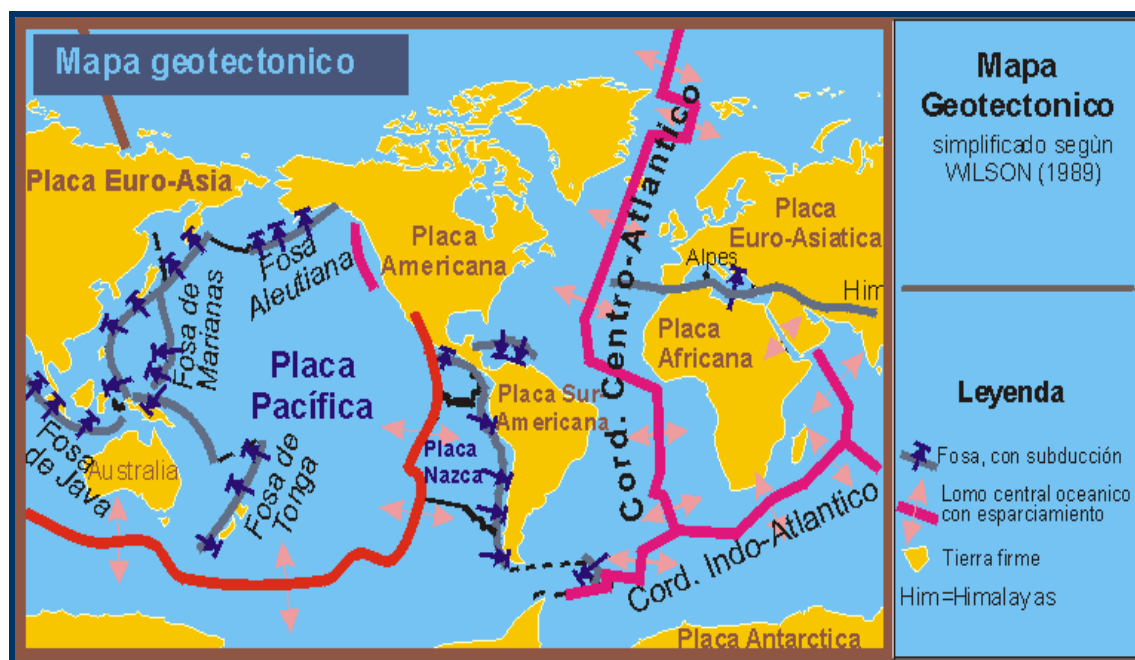 Mapa geotectonico
Placa Euro-Asia
Fosa
Aleutiana
Placa
Americana
Cord. Centro-Atlantico
Placa
Euro-Asiatica
Alpes
Him
Fosa de
Marianas
Placa
Pacífica
Placa
Africana
Placa Sur-
Americana
Placa
Nazca
Fosa
de Java
Australia
Fosa de
Tonga
Cord. Indo-Atlantico
Placa Antarctica
Mapa
Geotectonico
simplificado segùn
WILSON (1989)
Leyenda
Fosa, con subducción
Lomo central oceanico
con esparciamiento
Tierra firme
Him=Himalayas